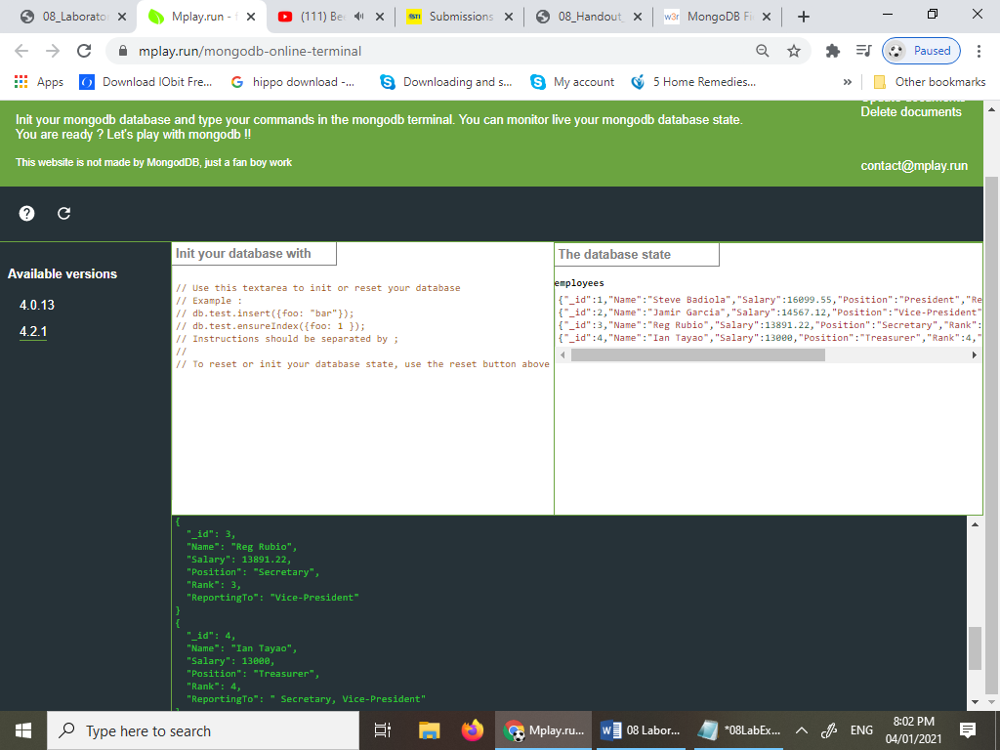 08_Laborato
Mplay.run - f
(111) Be
STI
Submissions
08_Handout_
w3r
MongoDB Fi
mplay.run/mongodb-online-terminal
Paused
Apps
Download IObit Fre...
hippo download -...
Downloading and s...
My account
5 Home Remedies...
»
Other bookmarks
Update documents
Init your mongodb database and type your commands in the mongodb terminal. You can monitor live your mongodb database state.
Delete documents
You are ready ? Let's play with mongodb !!
This website is not made by MongodDB, just a fan boy work
contact@mplay.run
Available versions
4.0.13
4.2.1
Init your database with
// Use this textarea to init or reset your database
// Example :
// db.test.insert({foo: "bar"});
// db.test.ensureIndex({foo: 1 });
// Instructions should be separated by ;
//
// To reset or init your database state, use the reset button above
The database state
employees
{"_id":1,"Name":"Steve Badiola","Salary":16099.55,"Position":"President","Re
{"_id":2,"Name":"Jamir Garcia","Salary":14567.12,"Position":"Vice-President"
{"_id":3,"Name":"Reg Rubio","Salary":13891.22,"Position":"Secretary","Rank":
{"_id":4,"Name":"Ian Tayao","Salary":13000,"Position":"Treasurer","Rank":4,"
{
"_id": 3,
"Name": "Reg Rubio",
"Salary": 13891.22,
"Position": "Secretary",
"Rank": 3,
"ReportingTo": "Vice-President"
}
{
"_id": 4,
"Name": "Ian Tayao",
"Salary": 13000,
"Position": "Treasurer",
"Rank": 4,
"ReportingTo": " Secretary, Vice-President"
Type here to search
Mplay.ru...
08 Labor...
*08LabEx...
ENG
8:02 PM
04/01/2021